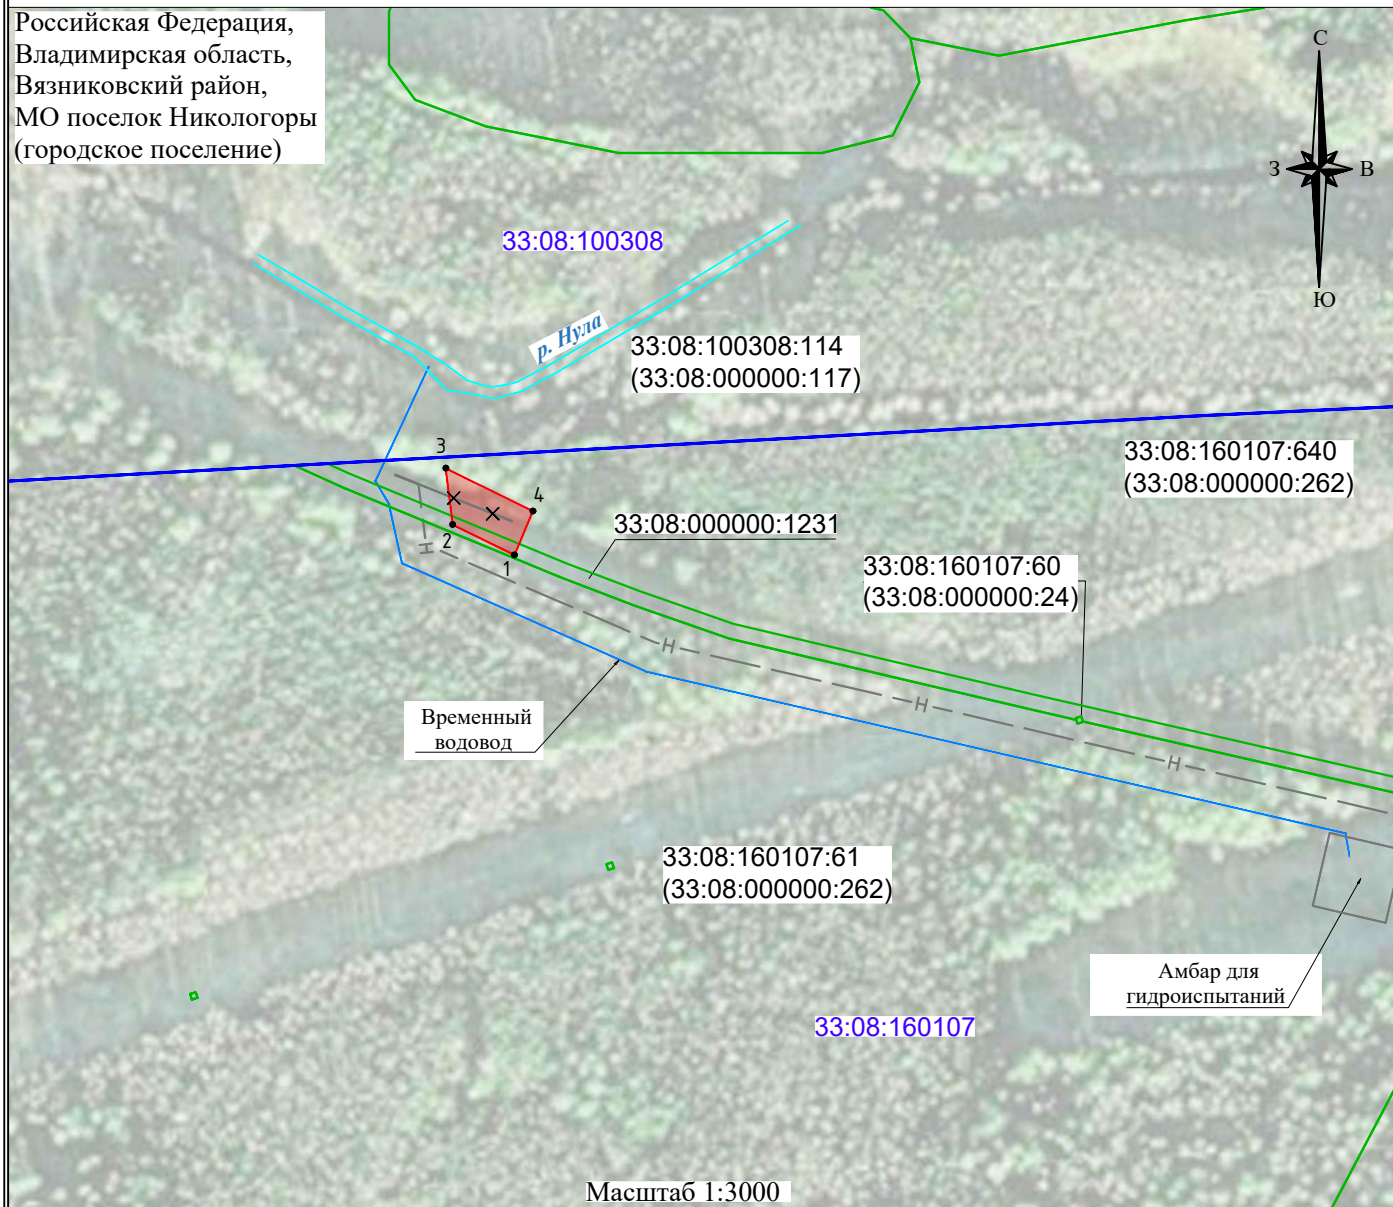 Российская Федерация,
Владимирская область,
Вязниковский район,
МО поселок Никологоры
(городское поселение)
С
З
В
Ю
33:08:100308
р. Нула
33:08:100308:114
(33:08:000000:117)
33:08:160107:640
(33:08:000000:262)
3
4
2
1
33:08:000000:1231
33:08:160107:60
(33:08:000000:24)
Н
Н
Н
Н
Временный
водовод
33:08:160107:61
(33:08:000000:262)
Амбар для
гидроиспытаний
33:08:160107
Масштаб 1:3000